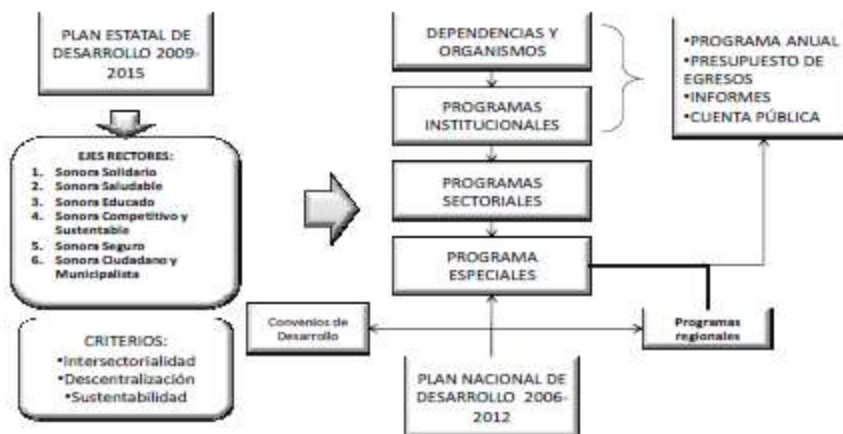 PLAN ESTATAL DE
DESARROLLO 2009-
2015
EJES RECTORES:
1. Sonora Solidario
2. Sonora Saludable
3. Sonora Educado
4. Sonora Competitivo y
Sustentable
5. Sonora Seguro
6. Sonora Ciudadano y
Municipalista
CRITERIOS:
•Intersectorialidad
•Descentralización
•Sustentabilidad
DEPENDENCIAS Y
ORGANISMOS
PROGRAMAS
INSTITUCIONALES
PROGRAMAS
SECTORIALES
PROGRAMA
ESPECIALES
Convenios de
Desarrollo
PLAN NACIONAL DE
DESARROLLO 2006-
2012
•PROGRAMA ANUAL
•PRESUPUESTO DE
EGRESOS
•INFORMES
•CUENTA PÚBLICA
Programas
regionales